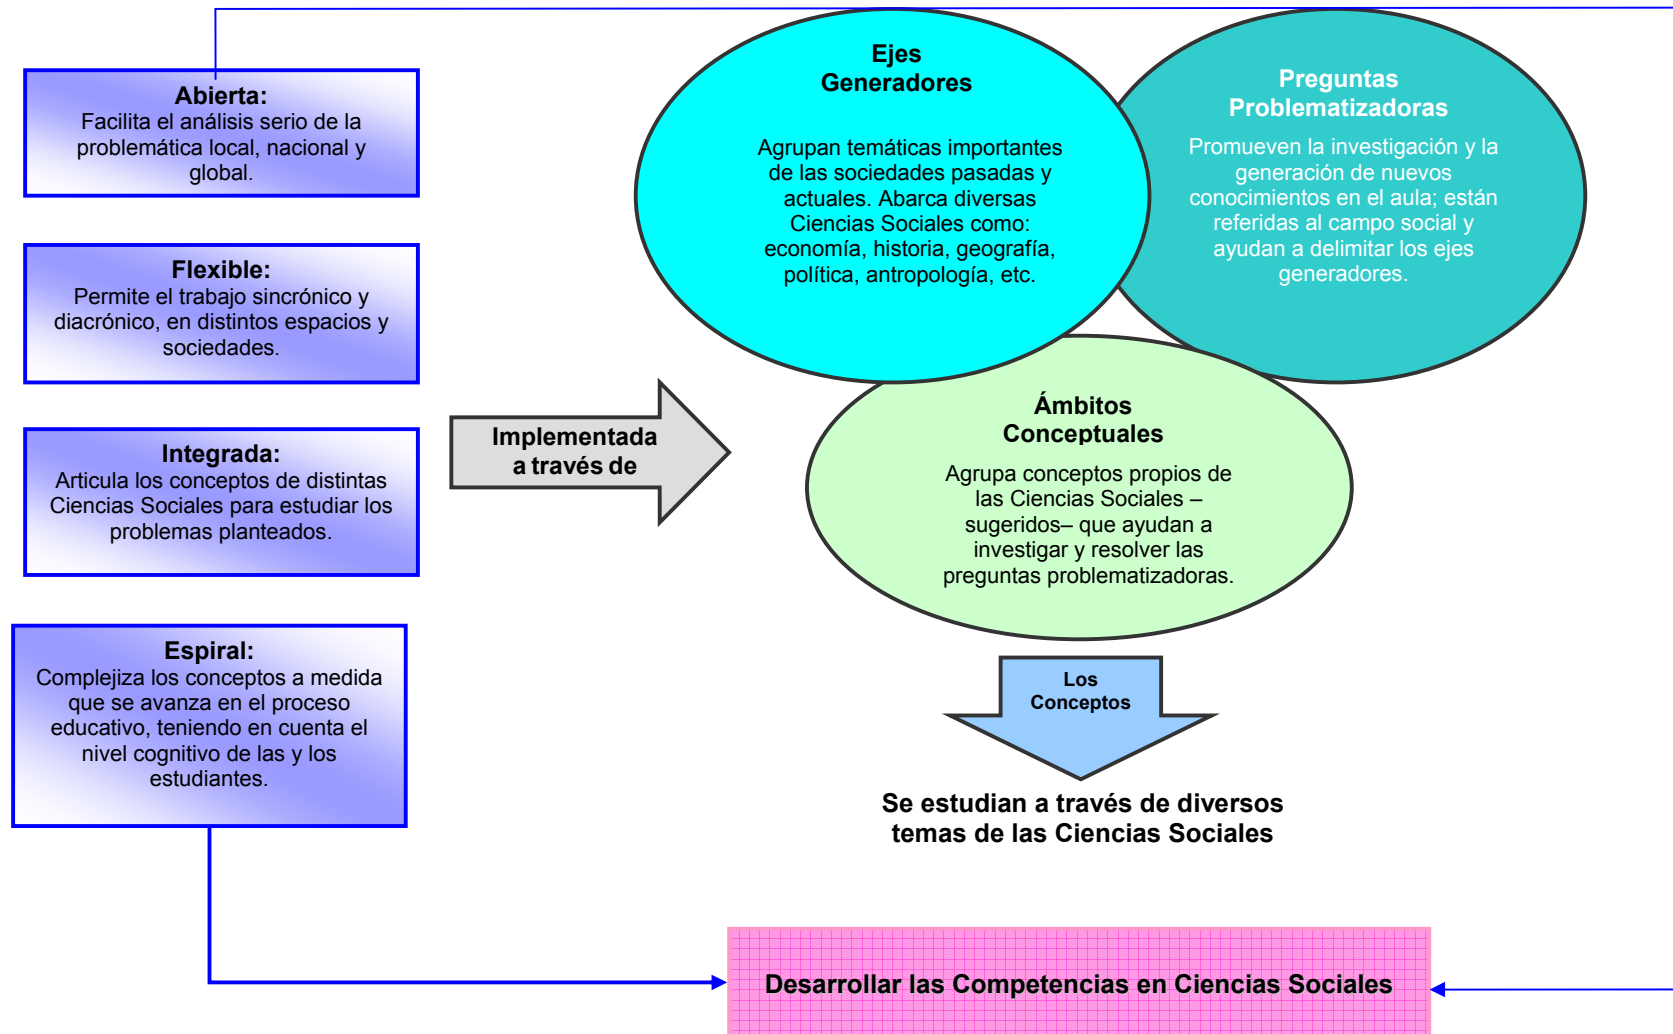 Abierta:
Facilita el análisis serio de la
problemática local, nacional y
global.
Flexible:
Permite el trabajo sincrónico y
diacrónico, en distintos espacios y
sociedades.
Integrada:
Articula los conceptos de distintas
Ciencias Sociales para estudiar los
problemas planteados.
Espiral:
Complejiza los conceptos a medida
que se avanza en el proceso
educativo, teniendo en cuenta el
nivel cognitivo de las y los
estudiantes.
Implementada
a través de
Ejes
Generadores
Agrupan temáticas importantes
de las sociedades pasadas y
actuales. Abarca diversas
Ciencias Sociales como:
economía, historia, geografía,
política, antropología, etc.
Preguntas
Problematizadoras
Promueven la investigación y la
generación de nuevos
conocimientos en el aula; están
referidas al campo social y
ayudan a delimitar los ejes
generadores.
Ámbitos
Conceptuales
Agrupa conceptos propios de
las Ciencias Sociales –
sugeridos– que ayudan a
investigar y resolver las
preguntas problematizadoras.
Los
Conceptos
Se estudian a través de diversos
temas de las Ciencias Sociales
Desarrollar las Competencias en Ciencias Sociales